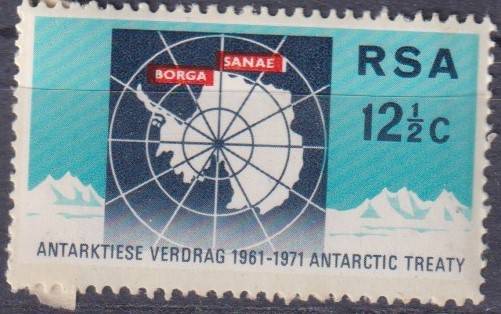 RSA
SANAE
BORGA
12½C
ANTARKTIESE VERDRAG 1961-1971 ANTARCTIC TREATY